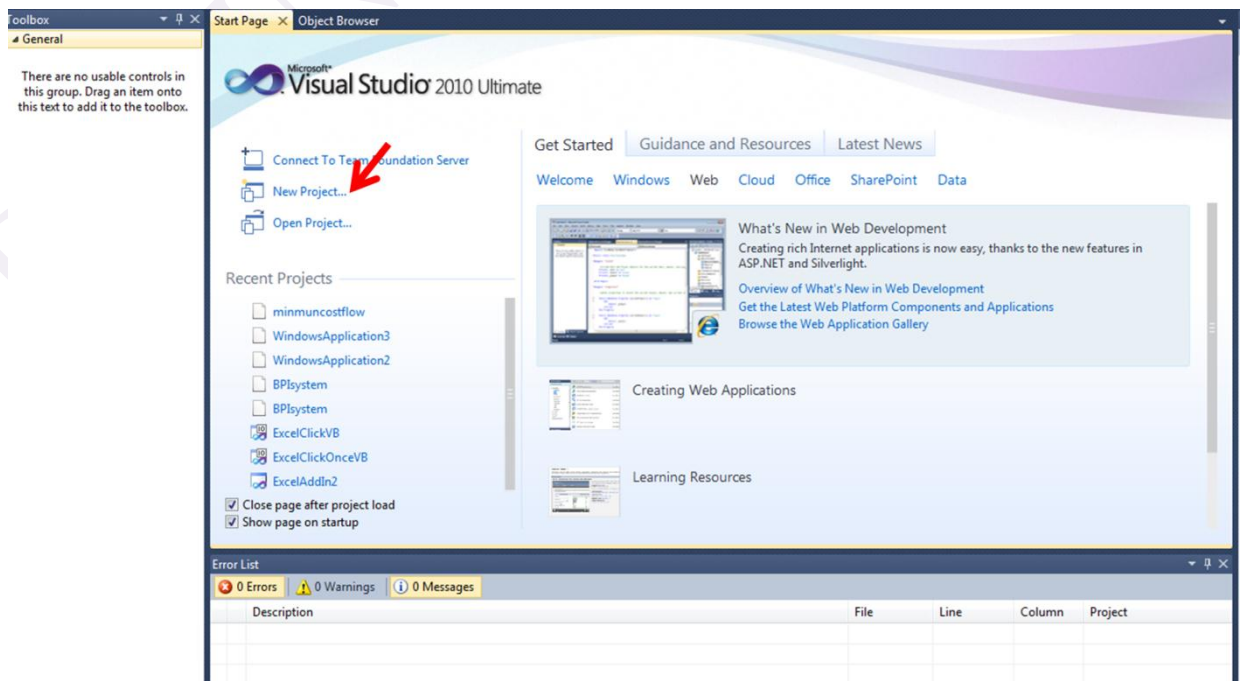 Toolbox
Start Page
Object Browser
General
There are no usable controls in
this group. Drag an item onto
this text to add it to the toolbox.
Microsoft
Visual Studio 2010 Ultimate
Connect To Team Foundation Server
New Project...
Open Project...
Recent Projects
minmuncostflow
WindowsApplication3
WindowsApplication2
BPIsystem
BPIsystem
ExcelClickVB
ExcelClickOnceVB
ExcelAddIn2
Close page after project load
Show page on startup
Get Started Guidance and Resources Latest News
Welcome Windows Web Cloud Office SharePoint Data
What's New in Web Development
Creating rich Internet applications is now easy, thanks to the new features in
ASP.NET and Silverlight.
Overview of What's New in Web Development
Get the Latest Web Platform Components and Applications
Browse the Web Application Gallery
Creating Web Applications
Learning Resources
Error List
0 Errors 0 Warnings 0 Messages
Description File Line Column Project